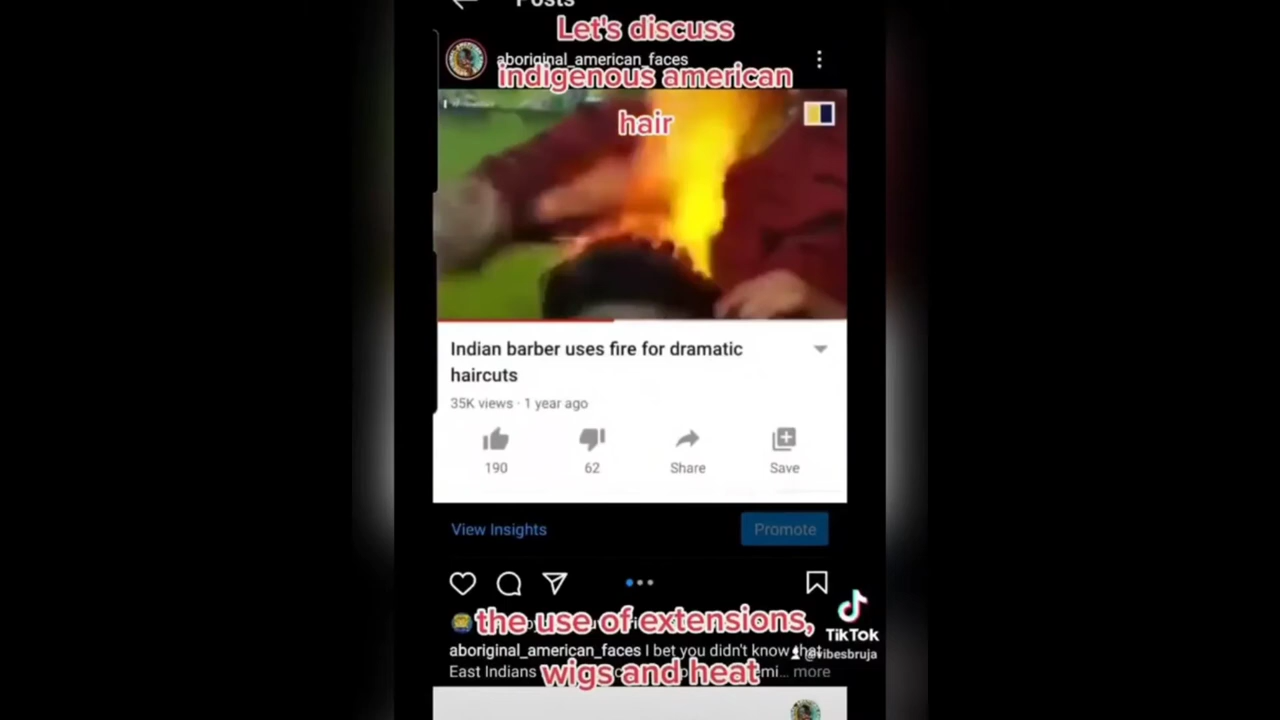 Posts
Let's discuss
aboriginal_american_faces
indigenous american
hair
Indian barber uses fire for dramatic
haircuts
35K views · 1 year ago
190
62
Share
Save
View Insights
Promote
the use of extensions,
TikTok
aboriginal_american_faces I bet you didn't know that
@vibesbruja
East Indians
... more
wigs and heat